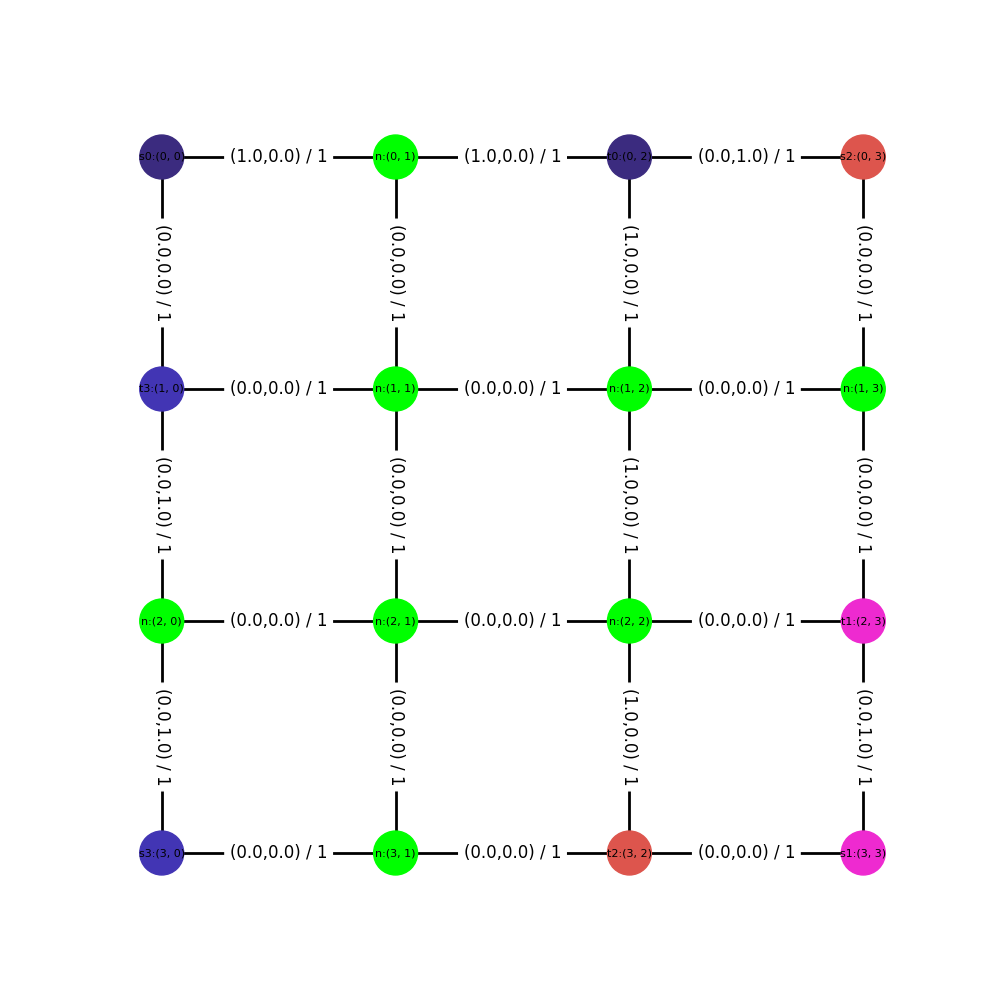 s0:(0, 0) (1.0,0.0) / 1 n:(0, 1) (1.0,0.0) / 1 t0:(0, 2) (0.0,1.0) / 1 s2:(0, 3)
(0.0,0.0) / 1 (0.0,0.0) / 1 (1.0,0.0) / 1 (0.0,0.0) / 1
t3:(1, 0) (0.0,0.0) / 1 n:(1, 1) (0.0,0.0) / 1 n:(1, 2) (0.0,0.0) / 1 n:(1, 3)
(0.0,1.0) / 1 (0.0,0.0) / 1 (1.0,0.0) / 1 (0.0,0.0) / 1
n:(2, 0) (0.0,0.0) / 1 n:(2, 1) (0.0,0.0) / 1 n:(2, 2) (0.0,0.0) / 1 t1:(2, 3)
(0.0,1.0) / 1 (0.0,0.0) / 1 (1.0,0.0) / 1 (0.0,1.0) / 1
s3:(3, 0) (0.0,0.0) / 1 n:(3, 1) (0.0,0.0) / 1 t2:(3, 2) (0.0,0.0) / 1 s1:(3, 3)